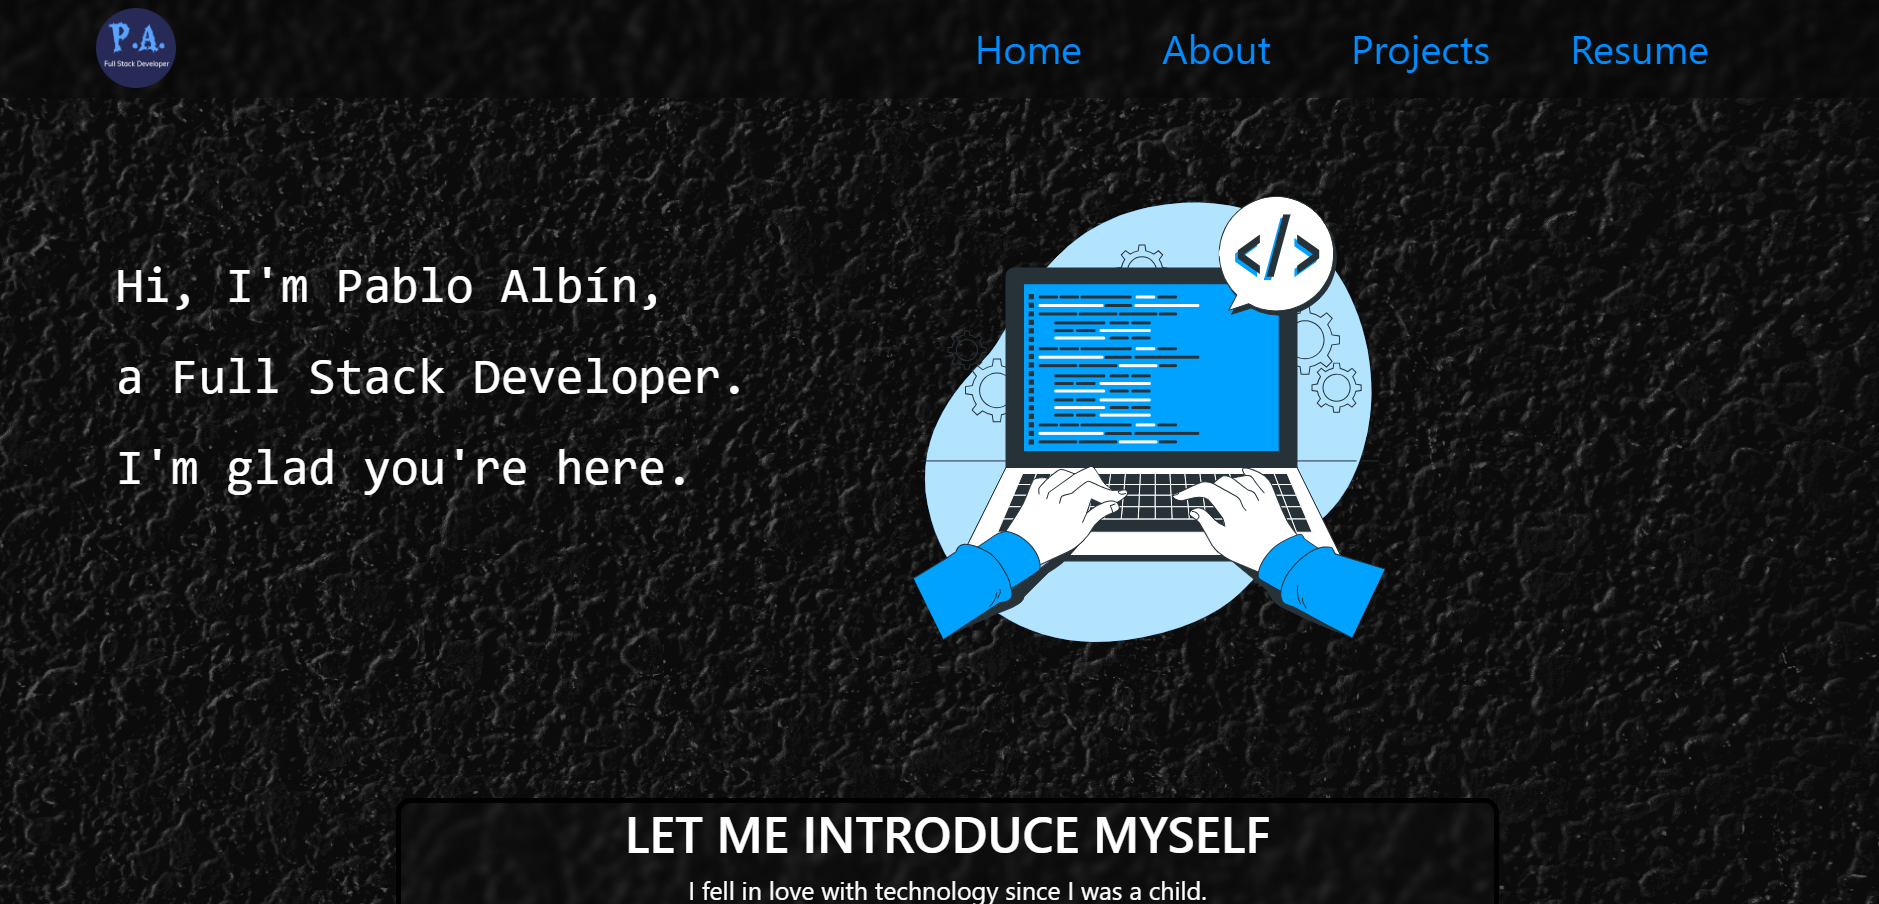 P.A.
Full Stack Developer
Home About Projects Resume
</>
Hi, I'm Pablo Albín,
a Full Stack Developer.
I'm glad you're here.
LET ME INTRODUCE MYSELF
I fell in love with technology since I was a child.